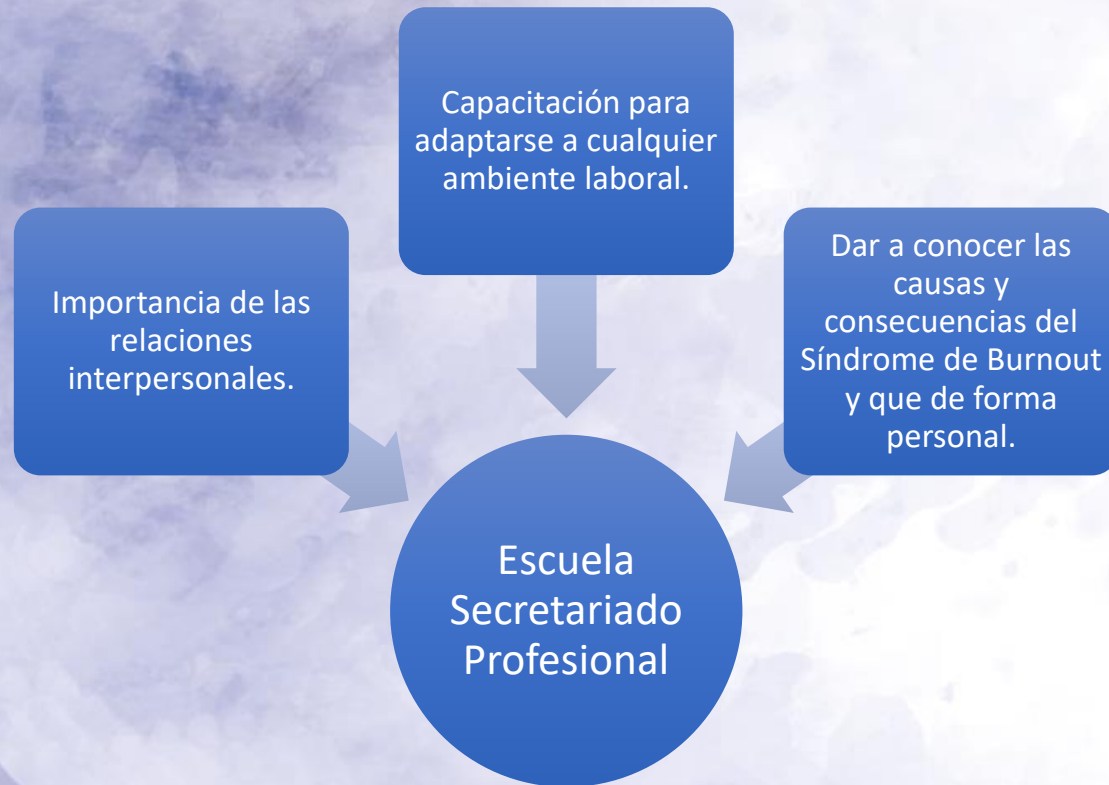 Capacitación para
adaptarse a cualquier
ambiente laboral.
Importancia de las
relaciones
interpersonales.
Dar a conocer las
causas y
consecuencias del
Síndrome de Burnout
y que de forma
personal.
Escuela
Secretariado
Profesional